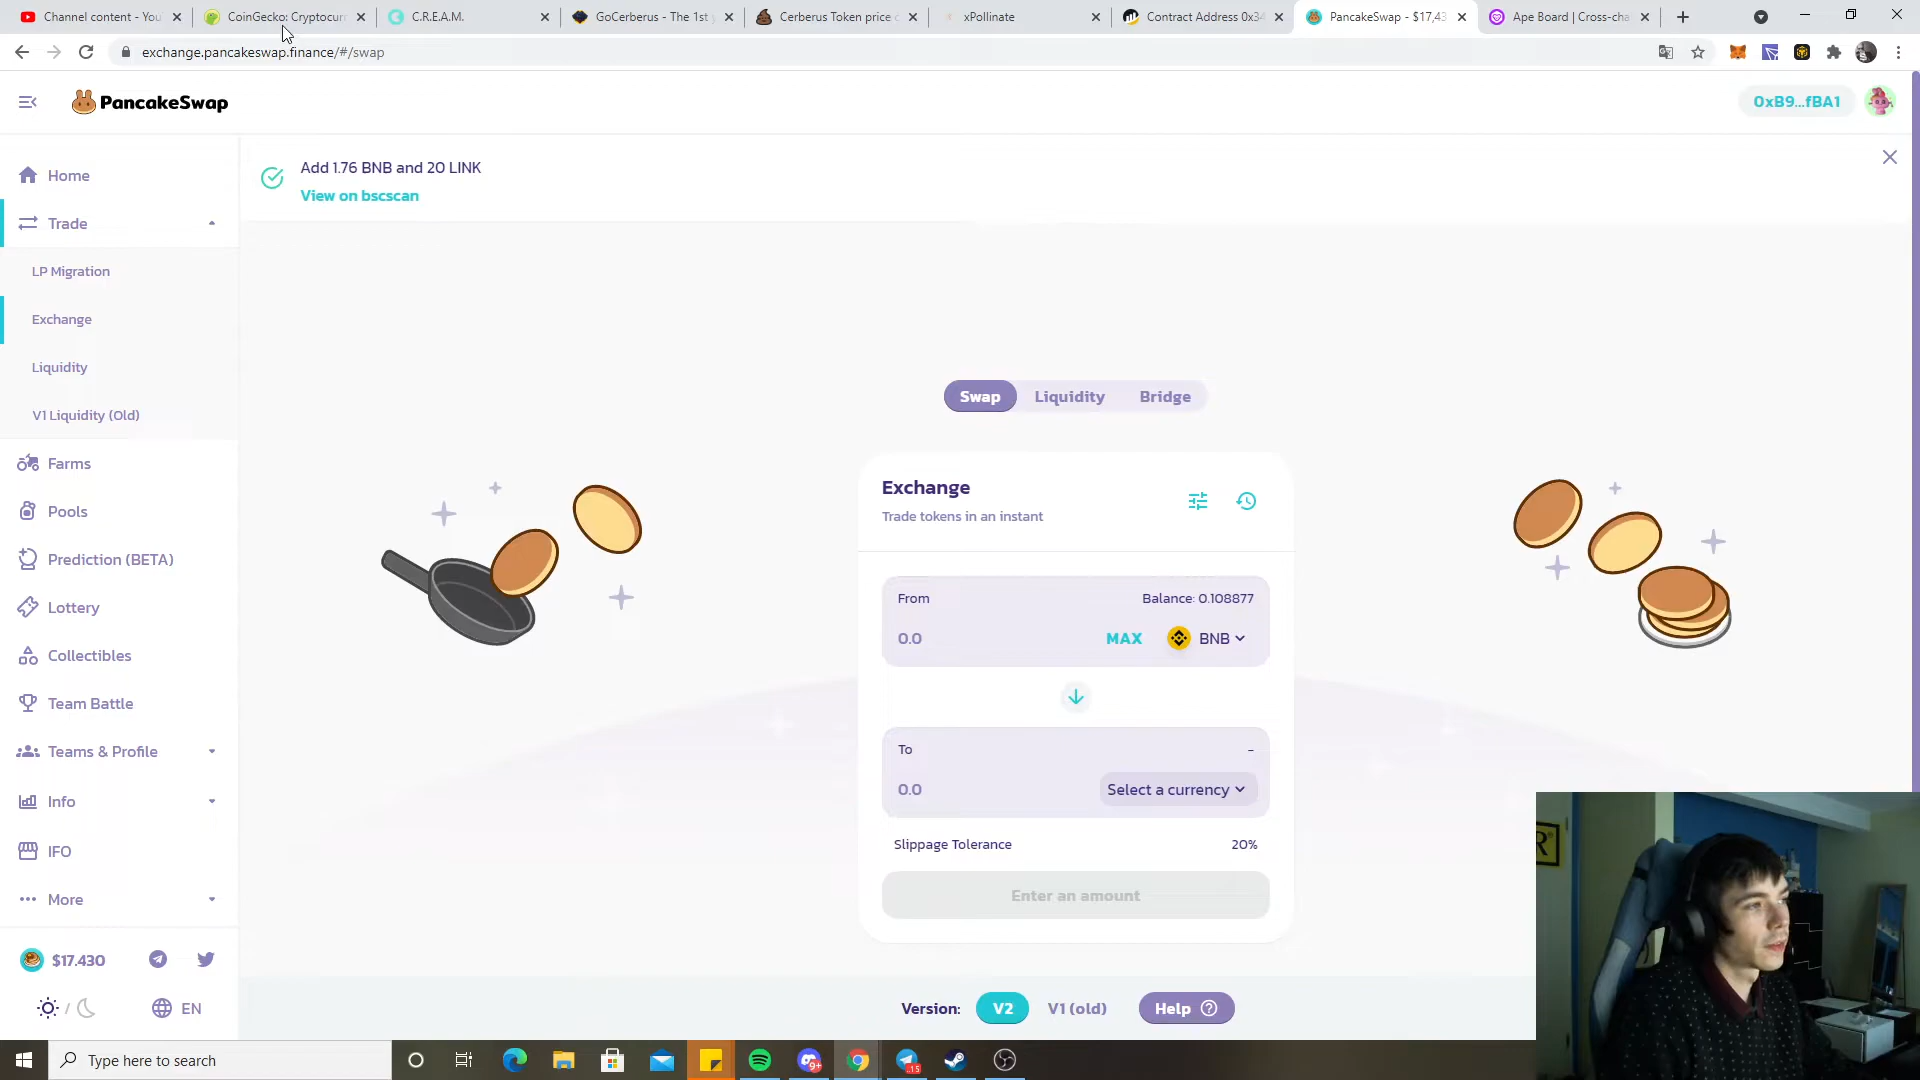 Channel content - You
CoinGecko: Cryptocur
C.R.E.A.M.
GoCerberus - The 1st
Cerberus Token price c
xPollinate
Contract Address 0x34
PancakeSwap - $17,43
Ape Board | Cross-cha
exchange.pancakeswap.finance/#/swap
PancakeSwap
0xB9...fBA1
Add 1.76 BNB and 20 LINK
View on bscscan
Home
Trade
LP Migration
Exchange
Liquidity
V1 Liquidity (Old)
Farms
Pools
Prediction (BETA)
Lottery
Collectibles
Team Battle
Teams & Profile
Info
IFO
More
$17.430
/
EN
Swap
Liquidity
Bridge
Exchange
Trade tokens in an instant
From
Balance: 0.108877
0.0
MAX
BNB
To
-
0.0
Select a currency
Slippage Tolerance
20%
Enter an amount
Version:
V2
V1 (old)
Help
Type here to search
9+
15